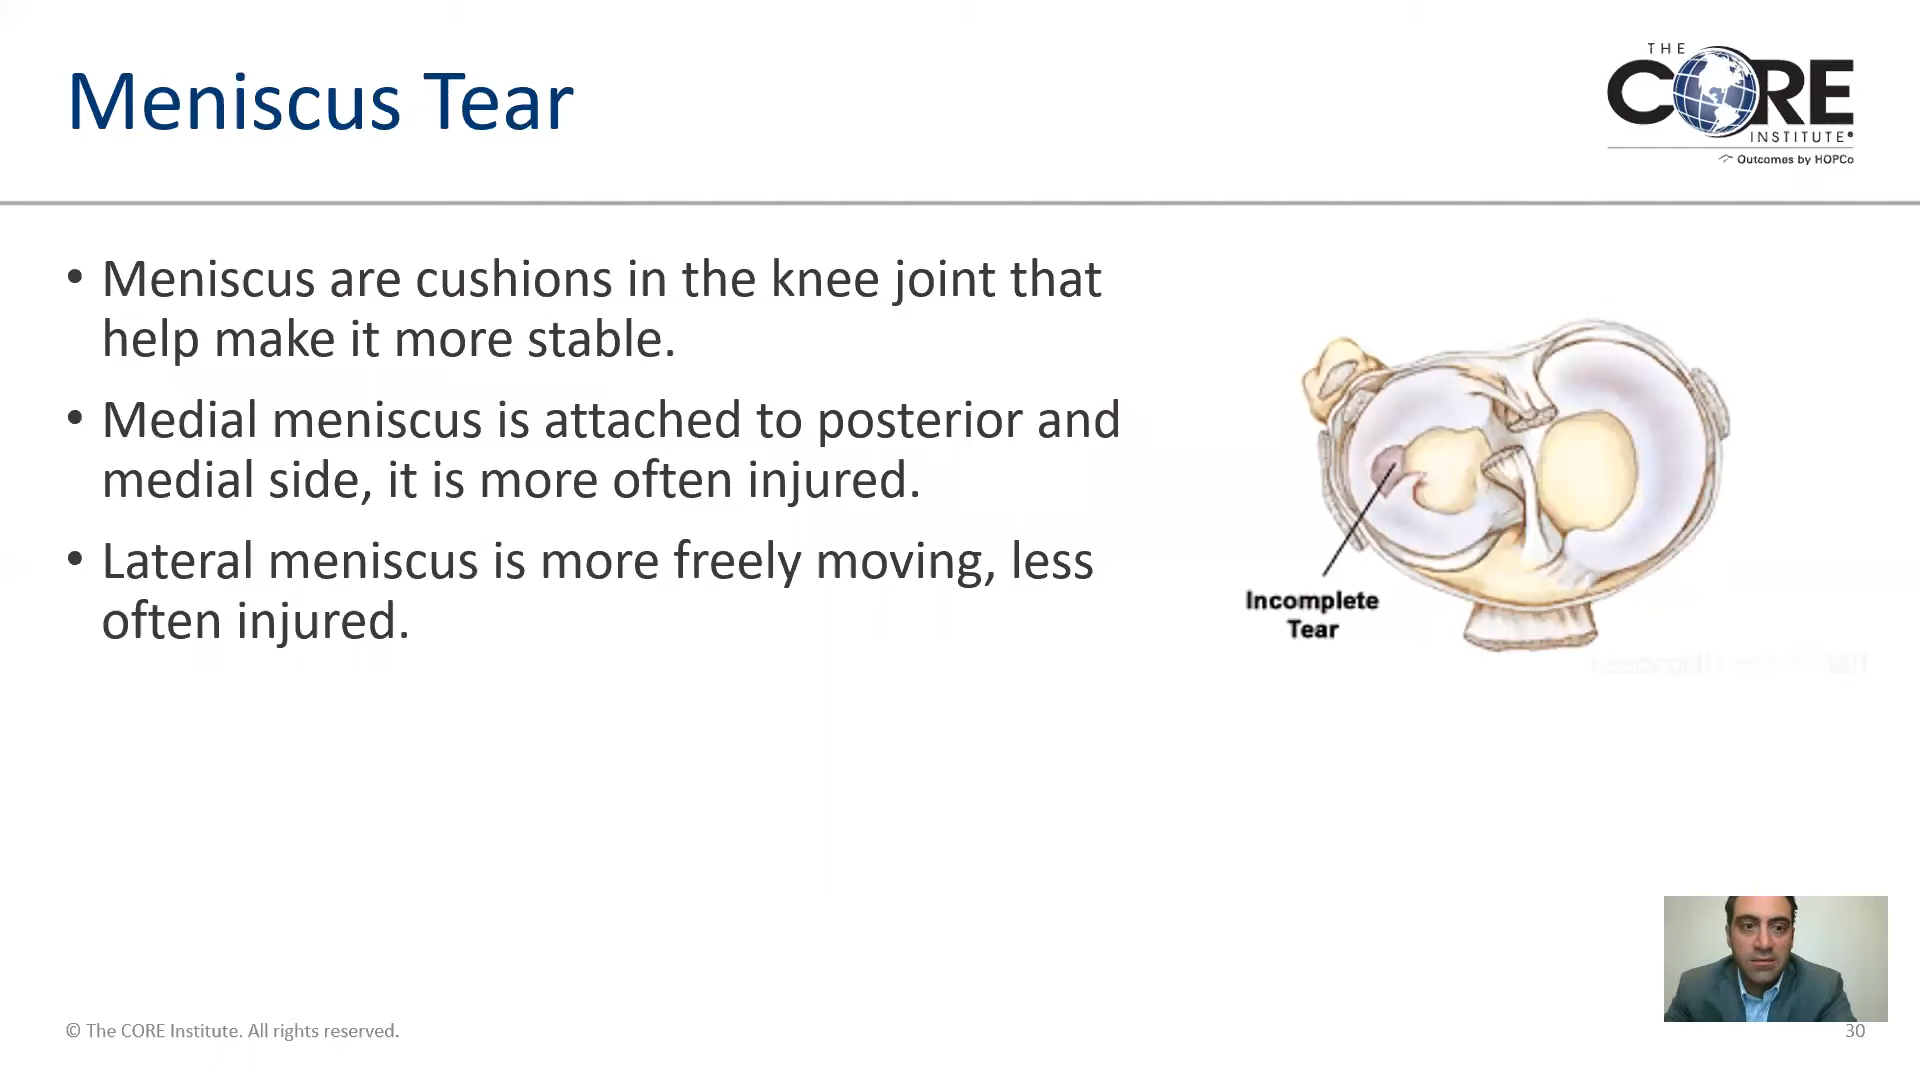 Meniscus Tear
THE
CORE
INSTITUTE®
Outcomes by HOPCo
• Meniscus are cushions in the knee joint that
help make it more stable.
• Medial meniscus is attached to posterior and
medial side, it is more often injured.
• Lateral meniscus is more freely moving, less
often injured.
Incomplete
Tear
© The CORE Institute. All rights reserved.
30